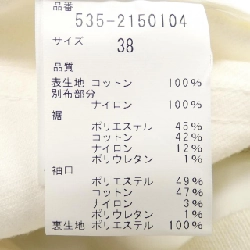 品番
535-2150104
サイズ
38
品質
表生地 コットン 100%
別布部分
ナイロン 100%
裾
ポリエステル 45%
コットン 42%
ナイロン 12%
ポリウレタン 1%
袖口
ポリエステル 49%
コットン 47%
ナイロン 3%
ポリウレタン 1%
裏生地 ポリエステル 100%